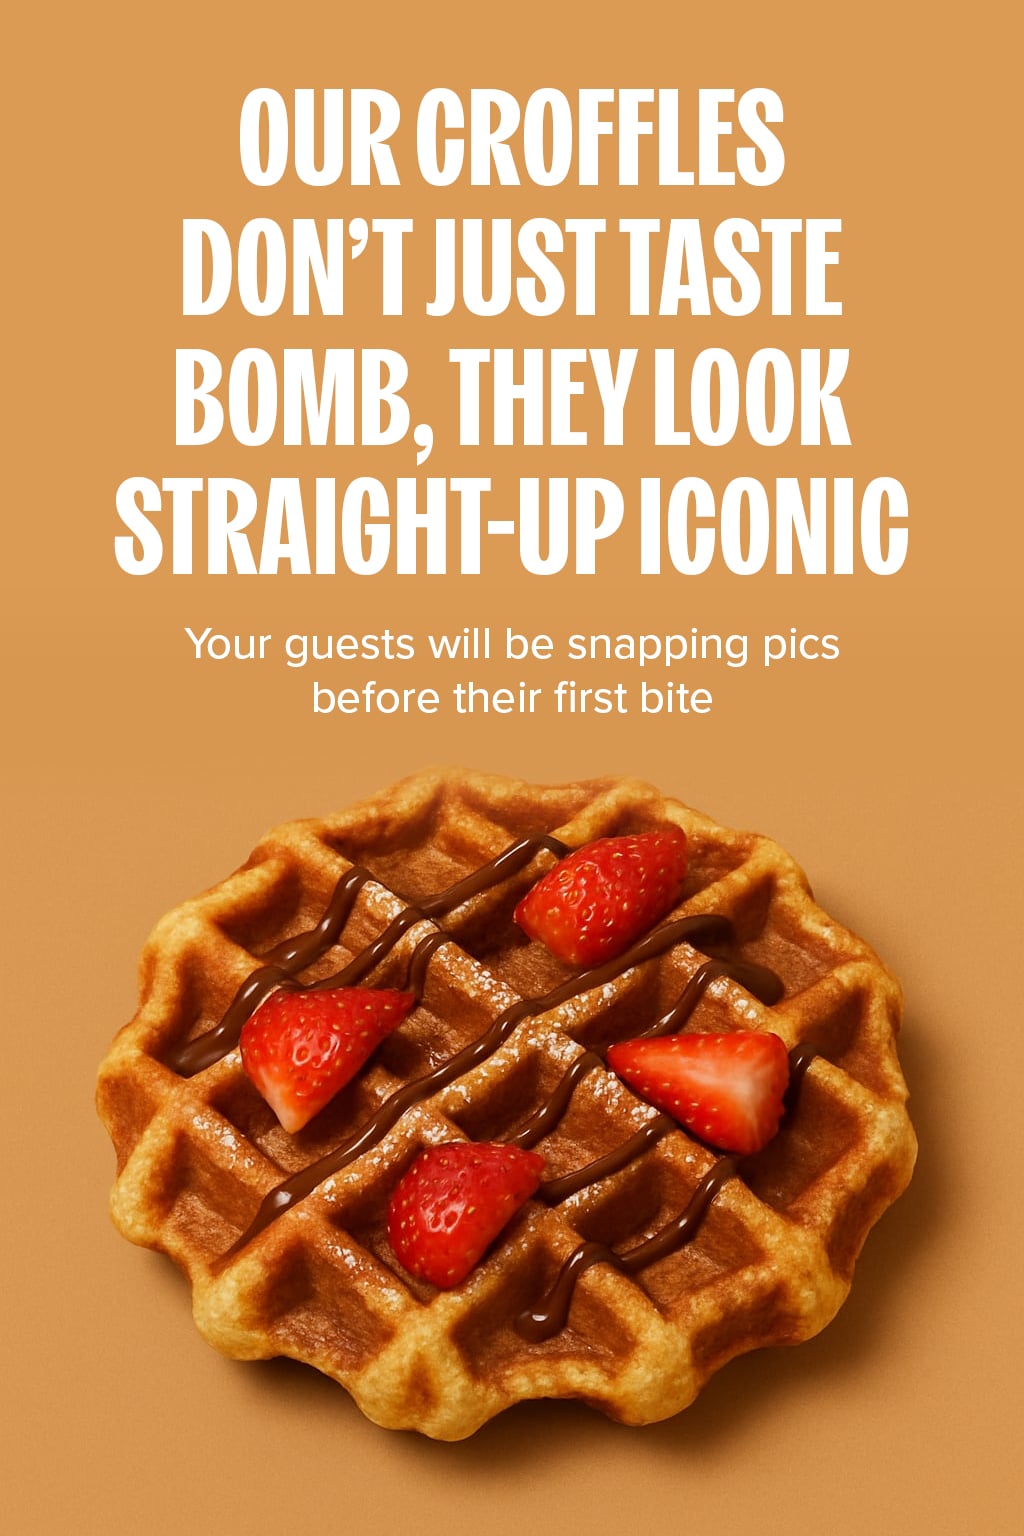 OUR CROFFLES
DON’T JUST TASTE
BOMB, THEY LOOK
STRAIGHT-UP ICONIC
Your guests will be snapping pics
before their first bite